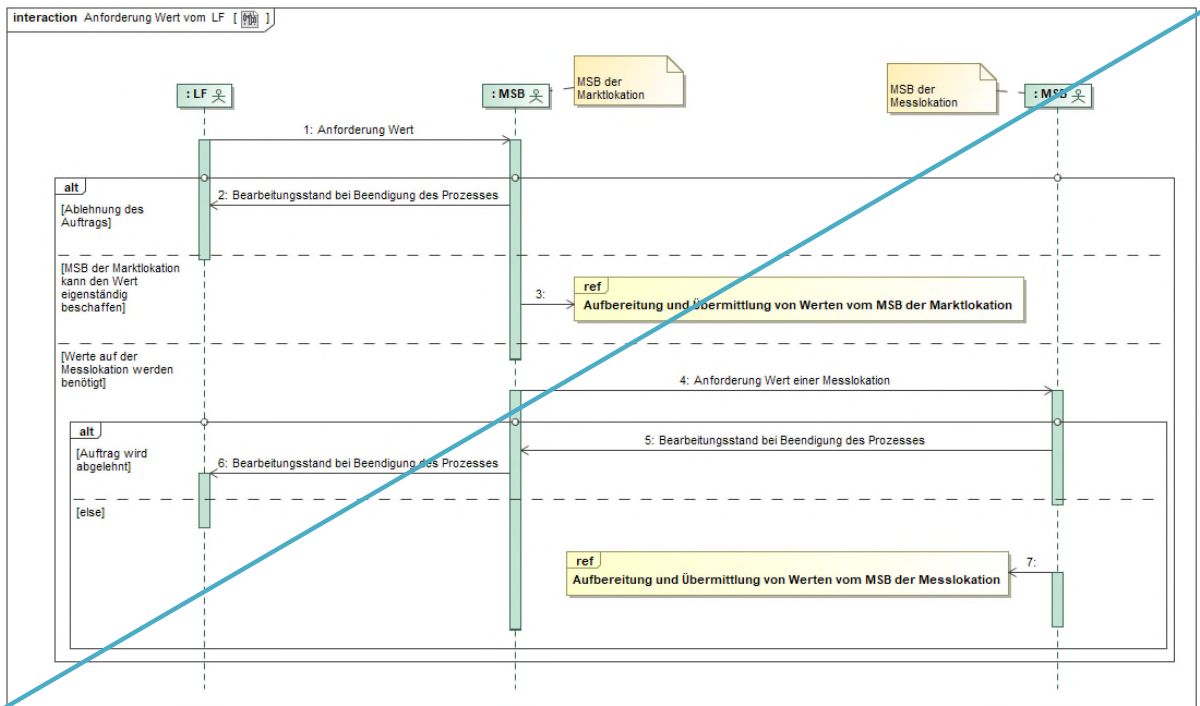 interaction Anforderung Wert vom LF [ ]
: LF
: MSB
MSB der
Marktlokation
MSB der
Messlokation
: MSB
1: Anforderung Wert
alt
2: Bearbeitungsstand bei Beendigung des Prozesses
[Ablehnung des
Auftrags]
[MSB der Marktlokation
kann den Wert
eigenständig
beschaffen]
3:
ref
Aufbereitung und Übermittlung von Werten vom MSB der Marktlokation
[Werte auf der
Messlokation werden
benötigt]
4: Anforderung Wert einer Messlokation
alt
5: Bearbeitungsstand bei Beendigung des Prozesses
[Auftrag wird
abgelehnt]
6: Bearbeitungsstand bei Beendigung des Prozesses
[else]
ref
7:
Aufbereitung und Übermittlung von Werten vom MSB der Messlokation